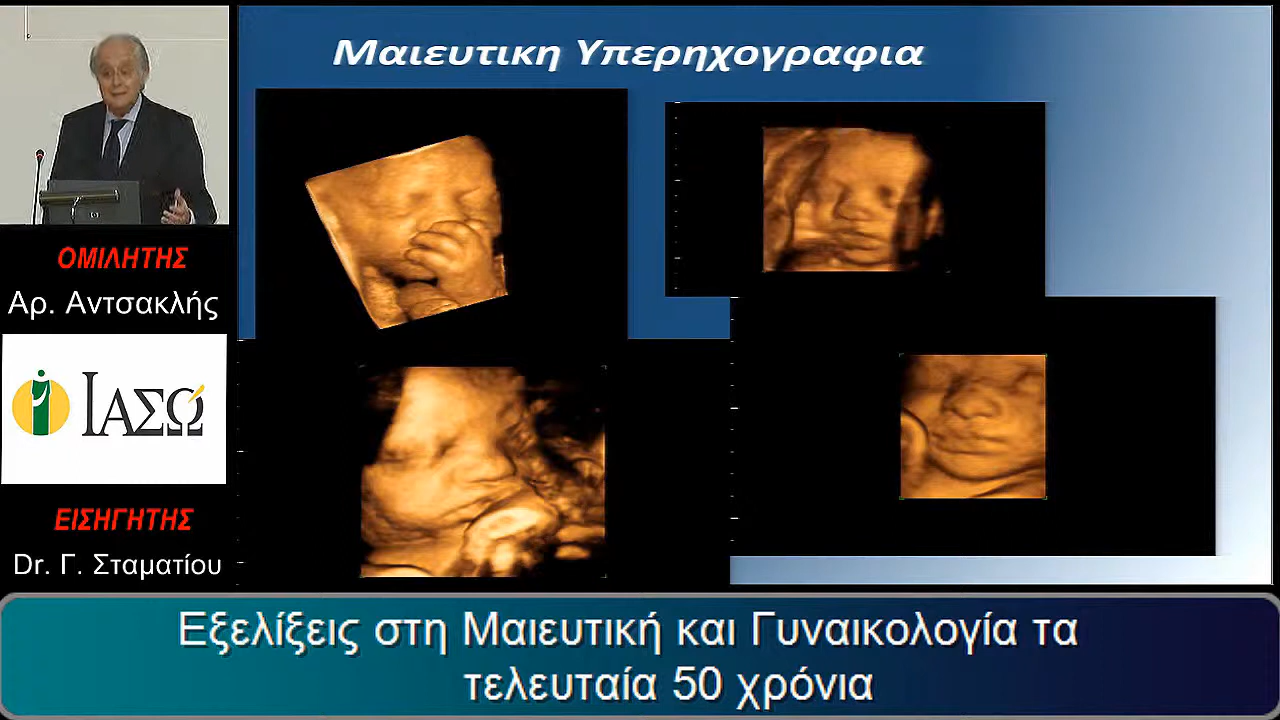 Μαιευτικη Υπερηχογραφια
ΟΜΙΛΗΤΗΣ
Αρ. Αντσακλής
ΙΑΣΩ
ΕΙΣΗΓΗΤΗΣ
Dr. Γ. Σταματίου
Εξελίξεις στη Μαιευτική και Γυναικολογία τα
τελευταία 50 χρόνια